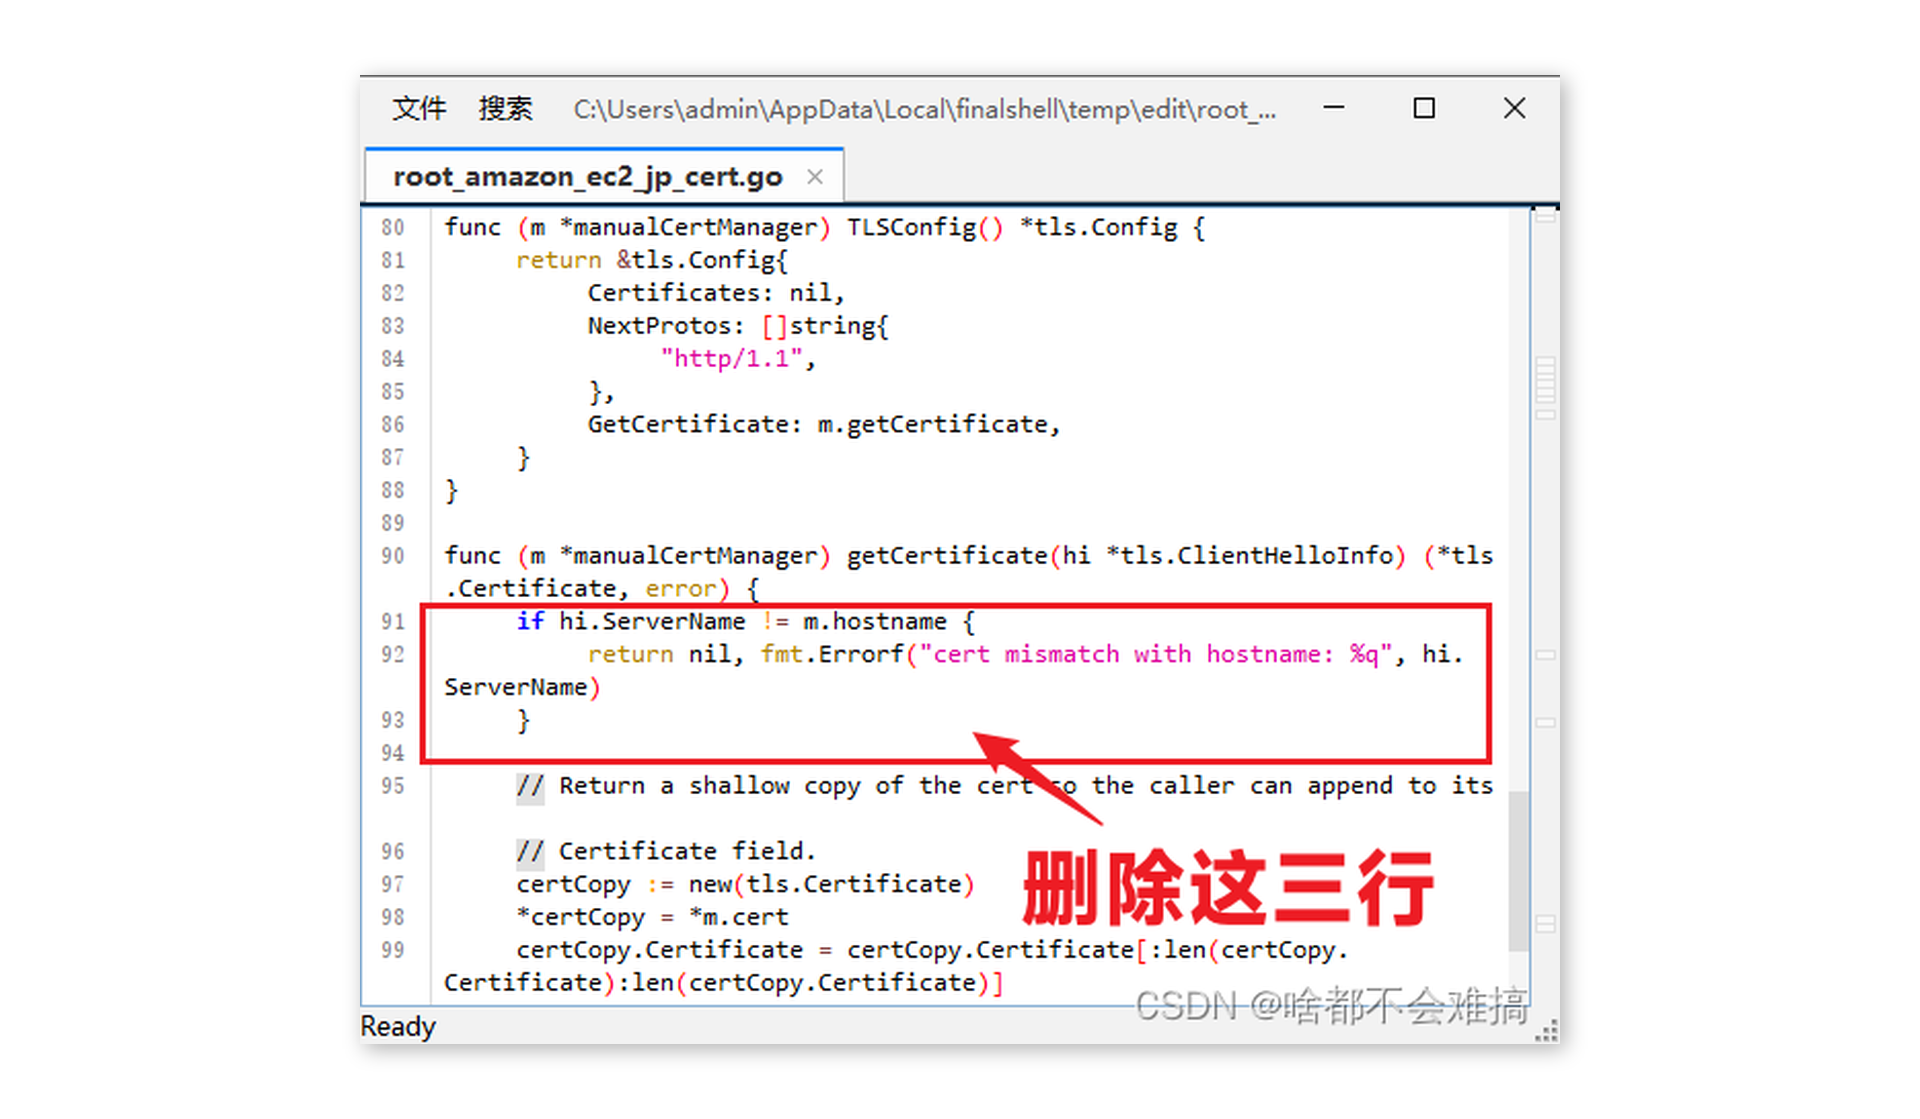 文件 搜索 C:\Users\admin\AppData\Local\finalshell\temp\edit\root_...
root_amazon_ec2_jp_cert.go
80 func (m *manualCertManager) TLSConfig() *tls.Config {
81 return &tls.Config{
82 Certificates: nil,
83 NextProtos: []string{
84 "http/1.1",
85 },
86 GetCertificate: m.getCertificate,
87 }
88 }
89
90 func (m *manualCertManager) getCertificate(hi *tls.ClientHelloInfo) (*tls
.Certificate, error) {
91 if hi.ServerName != m.hostname {
92 return nil, fmt.Errorf("cert mismatch with hostname: %q", hi.
ServerName)
93 }
94
95 // Return a shallow copy of the cert so the caller can append to its
96 // Certificate field.
97 certCopy := new(tls.Certificate)
98 *certCopy = *m.cert
99 certCopy.Certificate = certCopy.Certificate[:len(certCopy.
Certificate):len(certCopy.Certificate)]
删除这三行
CSDN @啥都不会难搞
Ready